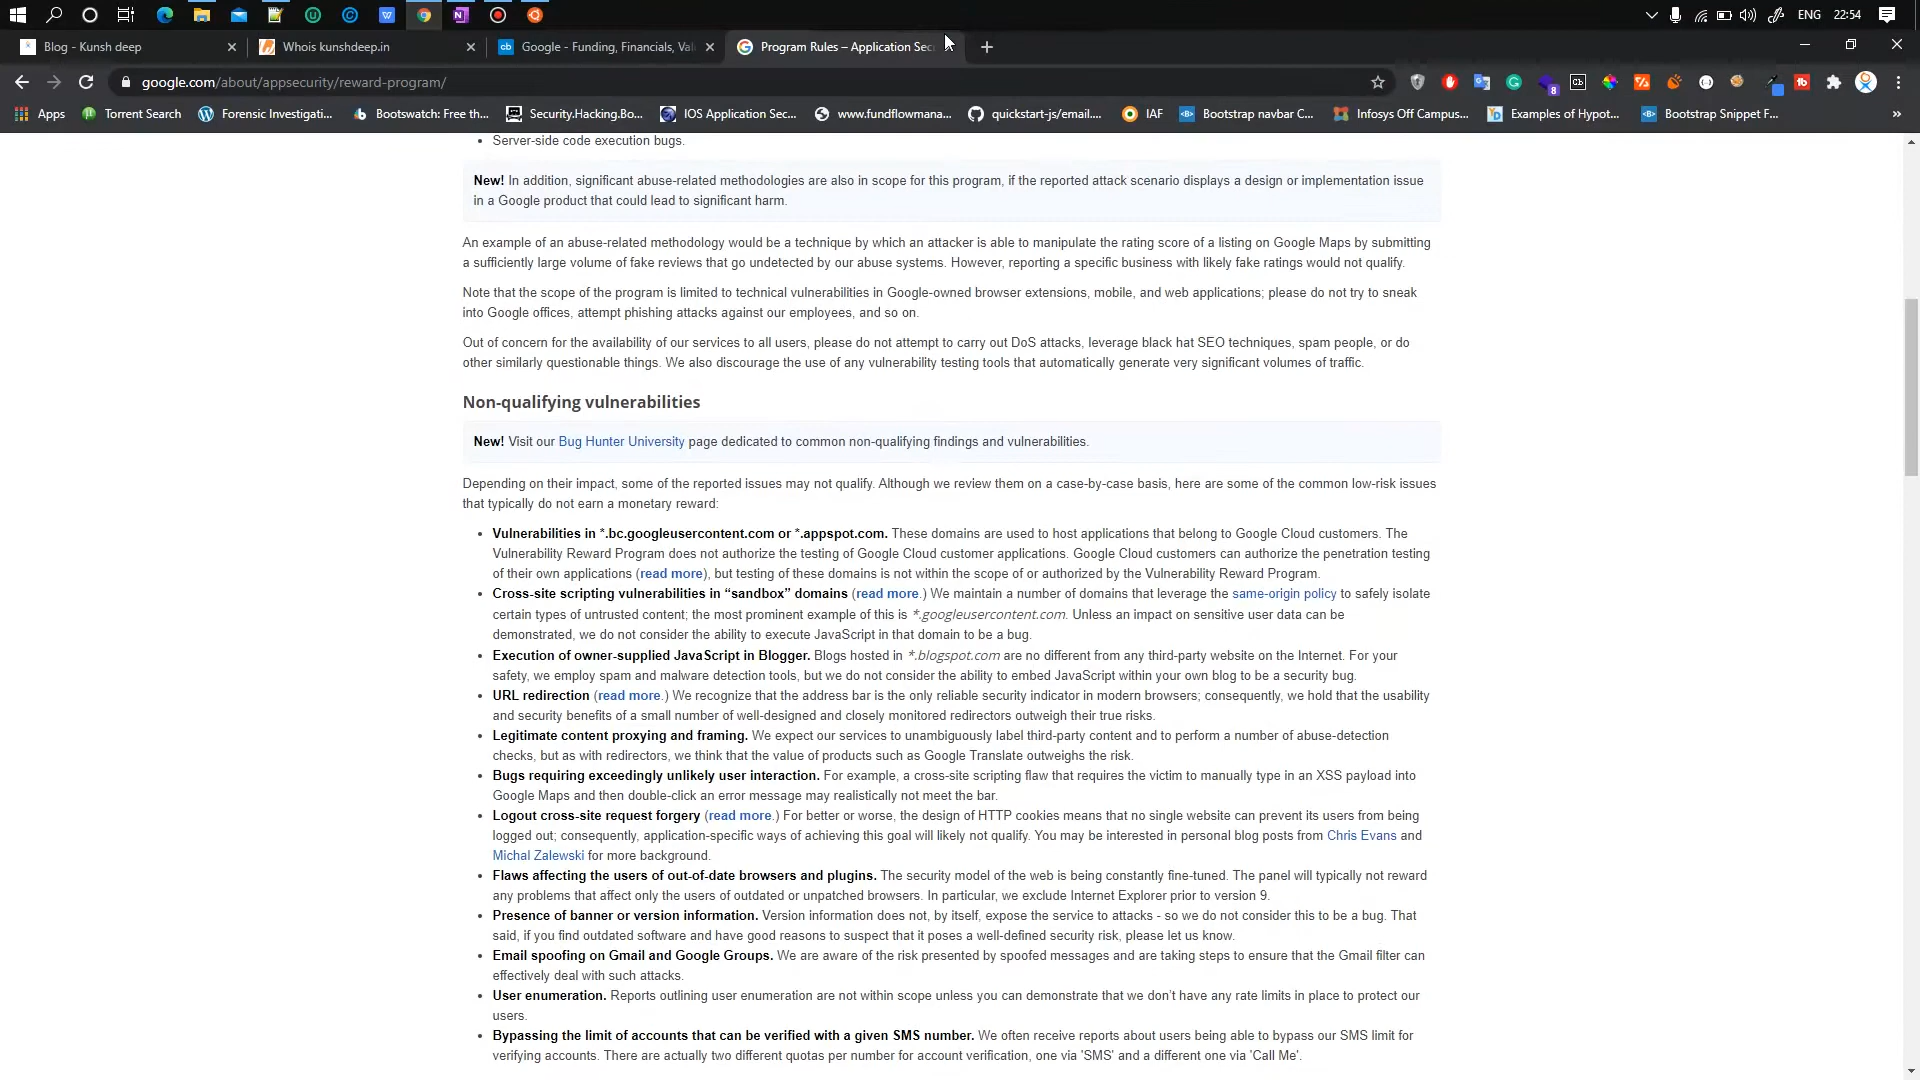 ENG 22:54
Blog - Kunsh deep
Whois kunshdeep.in
Google - Funding, Financials, Val
Program Rules – Application Sec
google.com/about/appsecurity/reward-program/
Apps Torrent Search Forensic Investigati... Bootswatch: Free th... Security.Hacking.Bo... IOS Application Sec... www.fundflowmana... quickstart-js/email.... IAF Bootstrap navbar C... Infosys Off Campus... Examples of Hypot... Bootstrap Snippet F... »
• Server-side code execution bugs.
New! In addition, significant abuse-related methodologies are also in scope for this program, if the reported attack scenario displays a design or implementation issue
in a Google product that could lead to significant harm.
An example of an abuse-related methodology would be a technique by which an attacker is able to manipulate the rating score of a listing on Google Maps by submitting
a sufficiently large volume of fake reviews that go undetected by our abuse systems. However, reporting a specific business with likely fake ratings would not qualify.
Note that the scope of the program is limited to technical vulnerabilities in Google-owned browser extensions, mobile, and web applications; please do not try to sneak
into Google offices, attempt phishing attacks against our employees, and so on.
Out of concern for the availability of our services to all users, please do not attempt to carry out DoS attacks, leverage black hat SEO techniques, spam people, or do
other similarly questionable things. We also discourage the use of any vulnerability testing tools that automatically generate very significant volumes of traffic.
Non-qualifying vulnerabilities
New! Visit our Bug Hunter University page dedicated to common non-qualifying findings and vulnerabilities.
Depending on their impact, some of the reported issues may not qualify. Although we review them on a case-by-case basis, here are some of the common low-risk issues
that typically do not earn a monetary reward:
• Vulnerabilities in *.bc.googleusercontent.com or *.appspot.com. These domains are used to host applications that belong to Google Cloud customers. The
Vulnerability Reward Program does not authorize the testing of Google Cloud customer applications. Google Cloud customers can authorize the penetration testing
of their own applications (read more), but testing of these domains is not within the scope of or authorized by the Vulnerability Reward Program.
• Cross-site scripting vulnerabilities in “sandbox” domains (read more.) We maintain a number of domains that leverage the same-origin policy to safely isolate
certain types of untrusted content; the most prominent example of this is *.googleusercontent.com. Unless an impact on sensitive user data can be
demonstrated, we do not consider the ability to execute JavaScript in that domain to be a bug.
• Execution of owner-supplied JavaScript in Blogger. Blogs hosted in *.blogspot.com are no different from any third-party website on the Internet. For your
safety, we employ spam and malware detection tools, but we do not consider the ability to embed JavaScript within your own blog to be a security bug.
• URL redirection (read more.) We recognize that the address bar is the only reliable security indicator in modern browsers; consequently, we hold that the usability
and security benefits of a small number of well-designed and closely monitored redirectors outweigh their true risks.
• Legitimate content proxying and framing. We expect our services to unambiguously label third-party content and to perform a number of abuse-detection
checks, but as with redirectors, we think that the value of products such as Google Translate outweighs the risk.
• Bugs requiring exceedingly unlikely user interaction. For example, a cross-site scripting flaw that requires the victim to manually type in an XSS payload into
Google Maps and then double-click an error message may realistically not meet the bar.
• Logout cross-site request forgery (read more.) For better or worse, the design of HTTP cookies means that no single website can prevent its users from being
logged out; consequently, application-specific ways of achieving this goal will likely not qualify. You may be interested in personal blog posts from Chris Evans and
Michal Zalewski for more background.
• Flaws affecting the users of out-of-date browsers and plugins. The security model of the web is being constantly fine-tuned. The panel will typically not reward
any problems that affect only the users of outdated or unpatched browsers. In particular, we exclude Internet Explorer prior to version 9.
• Presence of banner or version information. Version information does not, by itself, expose the service to attacks - so we do not consider this to be a bug. That
said, if you find outdated software and have good reasons to suspect that it poses a well-defined security risk, please let us know.
• Email spoofing on Gmail and Google Groups. We are aware of the risk presented by spoofed messages and are taking steps to ensure that the Gmail filter can
effectively deal with such attacks.
• User enumeration. Reports outlining user enumeration are not within scope unless you can demonstrate that we don’t have any rate limits in place to protect our
users.
• Bypassing the limit of accounts that can be verified with a given SMS number. We often receive reports about users being able to bypass our SMS limit for
verifying accounts. There are actually two different quotas per number for account verification, one via 'SMS' and a different one via 'Call Me'.